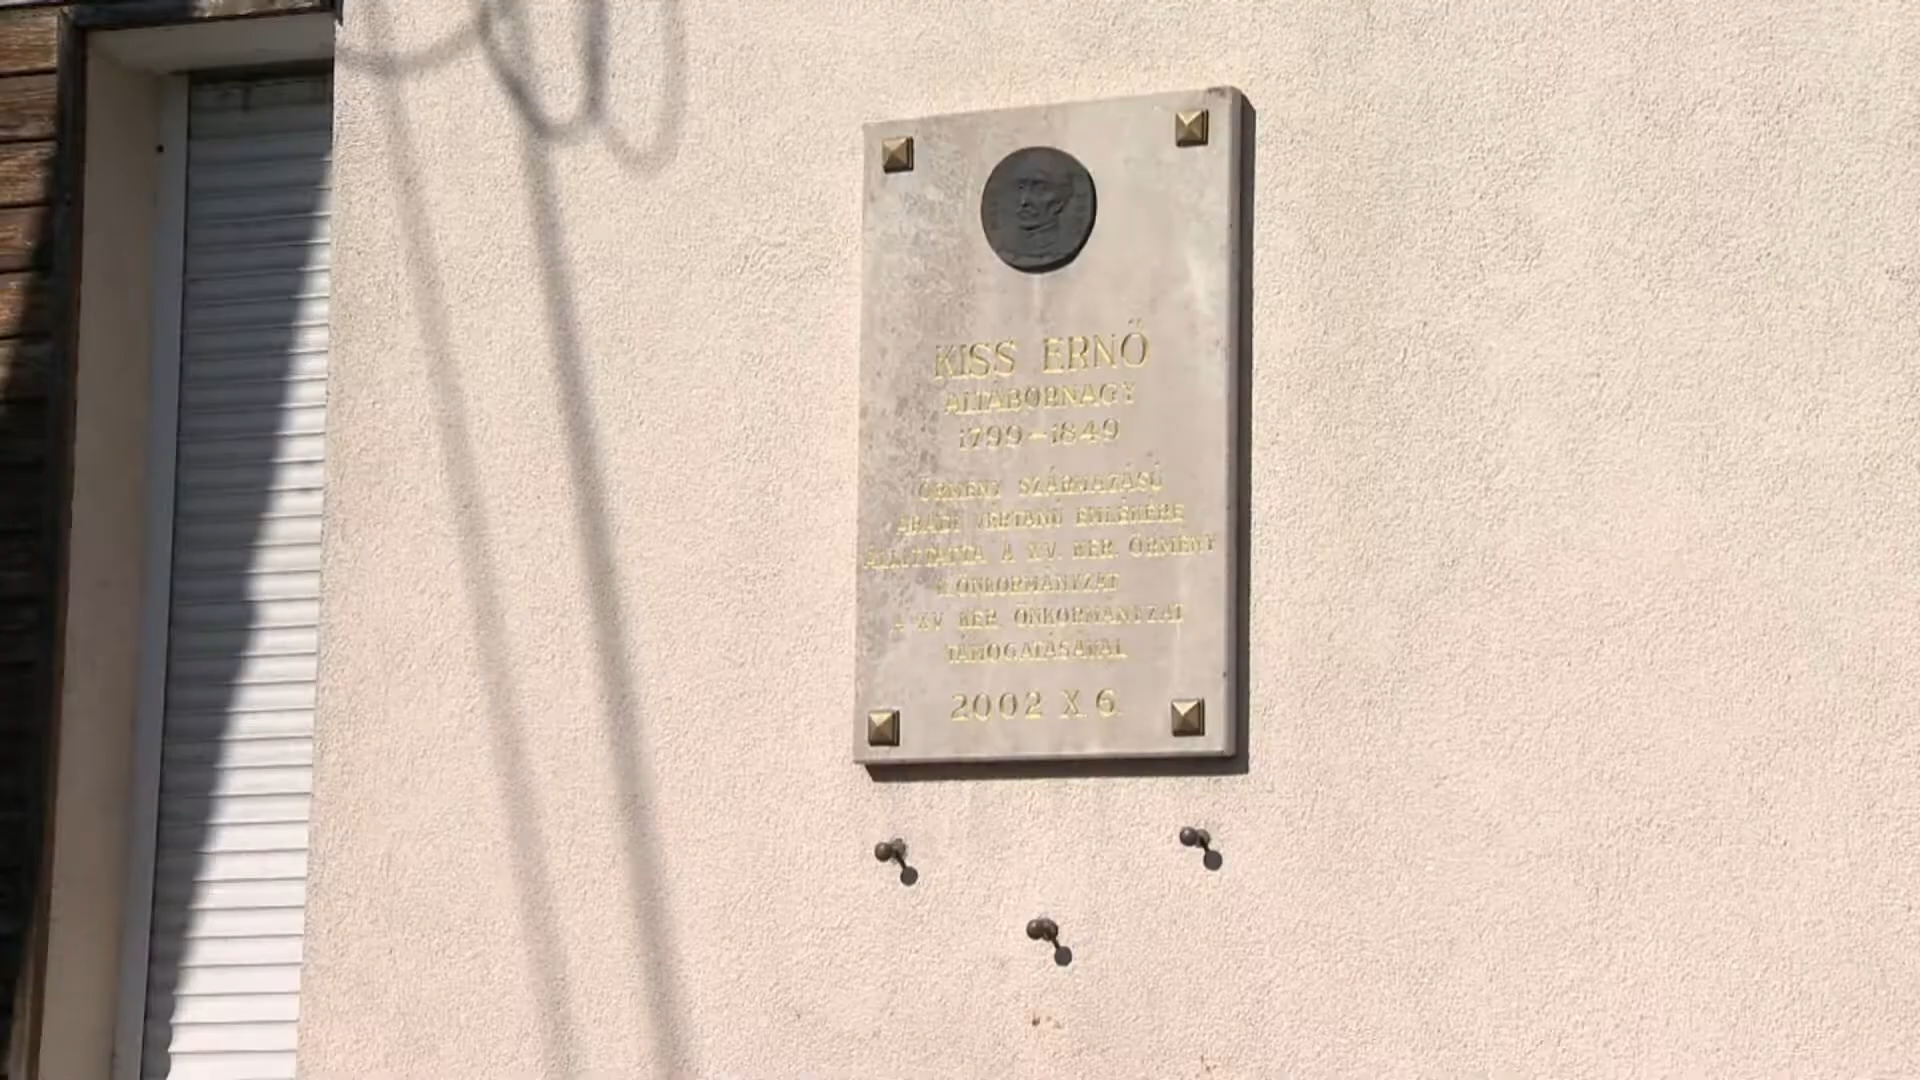 KISS ERNŐ
ALTÁBORNAGY
1799-1849
ÖRMÉNY SZÁRMAZÁSÚ
ARADI VÉRTANÚ EMLÉKÉRE
ÁLLÍTTATTA A XV. KER. ÖRMÉNY
K. ÖNKORMÁNYZAT
A XV. KER. ÖNKORMÁNYZAT
TÁMOGATÁSÁVAL
2002 X. 6.